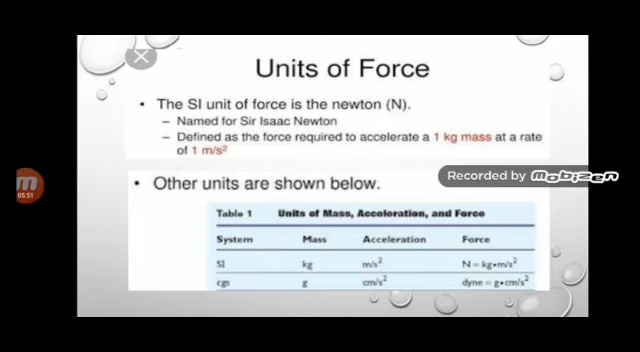 Units of Force
• The SI unit of force is the newton (N).
– Named for Sir Isaac Newton
– Defined as the force required to accelerate a 1 kg mass at a rate
of 1 m/s²
Recorded by mobizen
05:51
• Other units are shown below.
Table 1 Units of Mass, Acceleration, and Force
System Mass Acceleration Force
SI kg m/s² N = kg•m/s²
cgs g cm/s² dyne = g•cm/s²